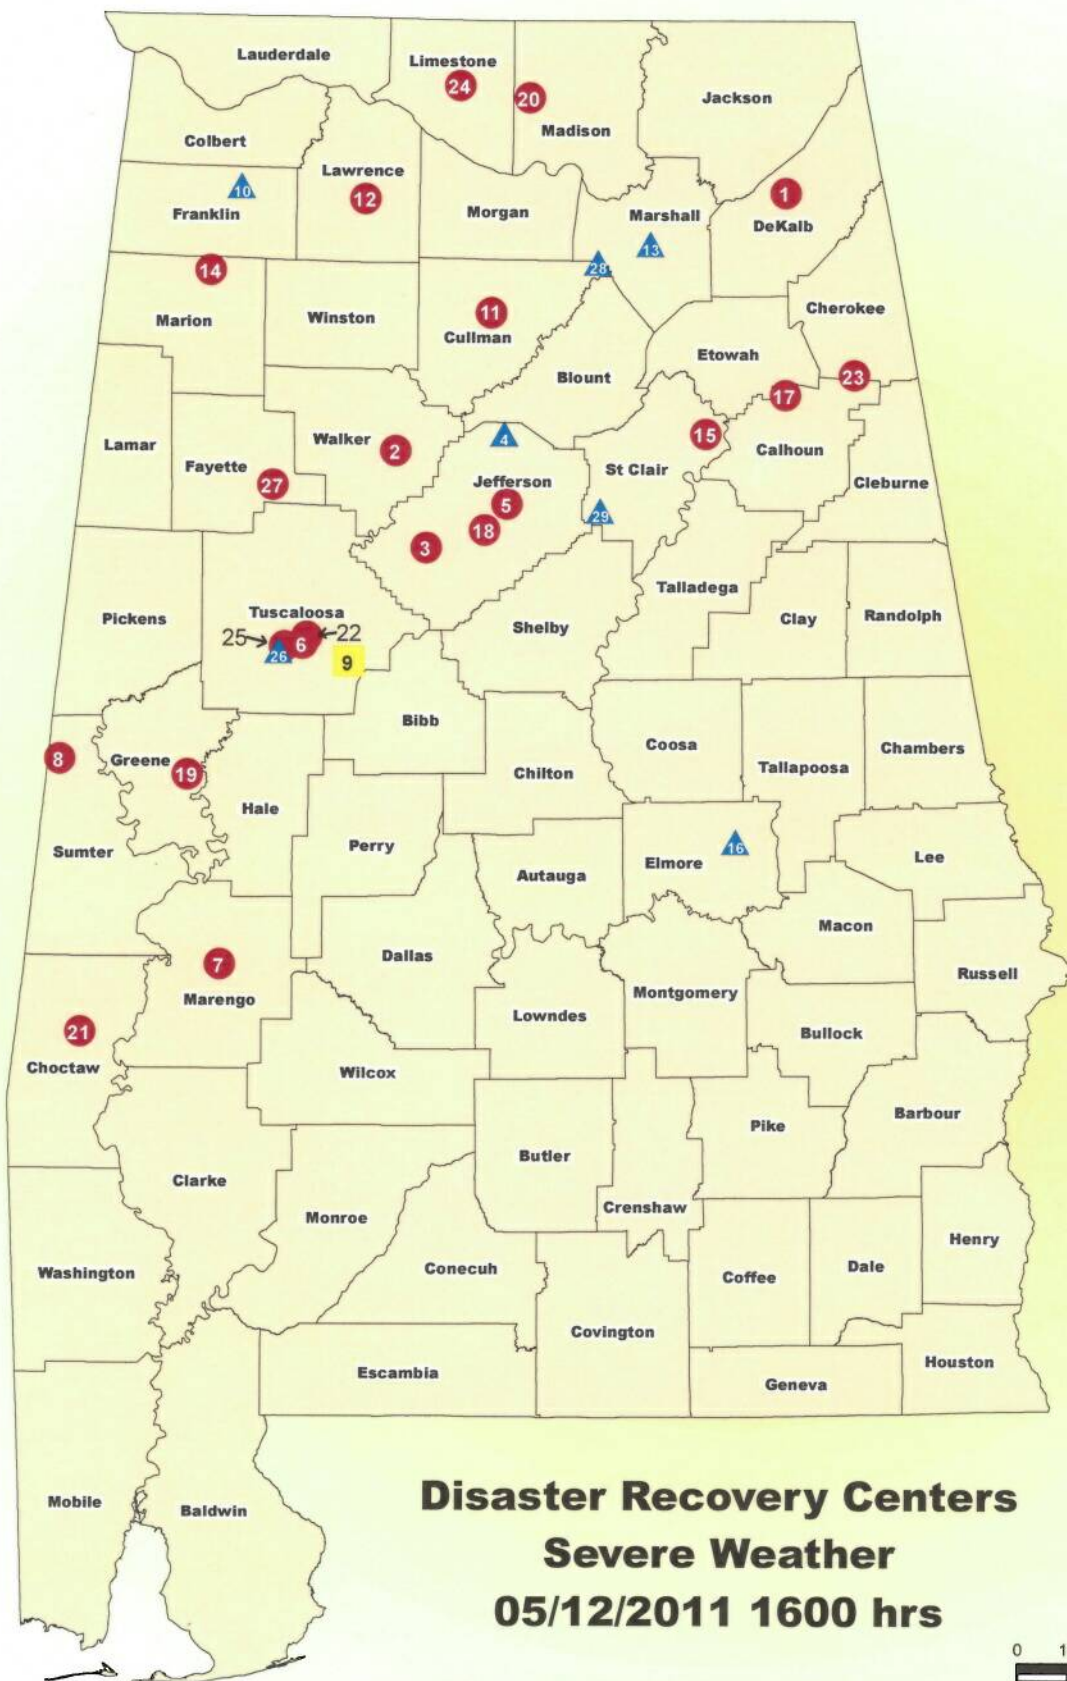 Lauderdale
Limestone
24
20
Madison
Jackson
Colbert
Lawrence
12
10
Franklin
Morgan
Marshall
13
1
DeKalb
28
14
Marion
Winston
11
Cullman
Cherokee
Etowah
Blount
23
17
Lamar
Walker
2
4
15
Calhoun
Fayette
27
Jefferson
5
18
3
St Clair
29
Cleburne
Pickens
Tuscaloosa
25
6
22
26
9
Shelby
Talladega
Clay
Randolph
8
Greene
19
Bibb
Chilton
Coosa
Tallapoosa
Chambers
Hale
Sumter
Perry
Autauga
Elmore
16
Lee
Macon
7
Marengo
Dallas
Lowndes
Montgomery
Russell
Bullock
21
Choctaw
Wilcox
Barbour
Pike
Butler
Clarke
Crenshaw
Monroe
Henry
Washington
Conecuh
Coffee
Dale
Covington
Escambia
Geneva
Houston
Mobile
Baldwin
Disaster Recovery Centers
Severe Weather
05/12/2011 1600 hrs
0 1